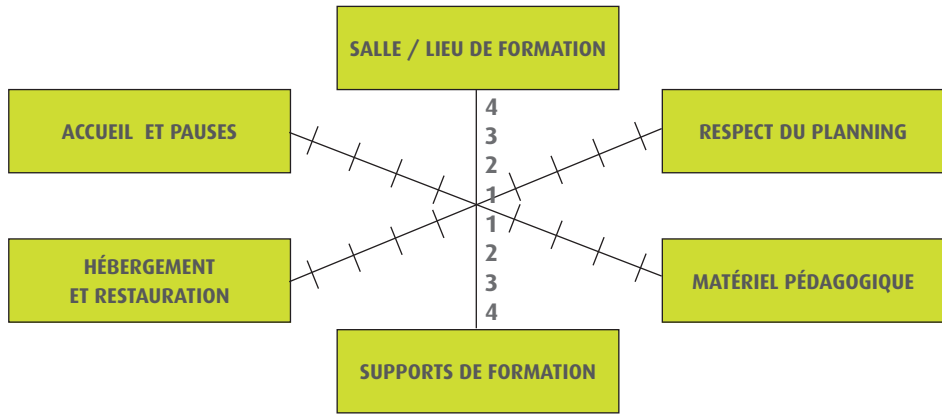 SALLE / LIEU DE FORMATION
ACCUEIL ET PAUSES
RESPECT DU PLANNING
4
3
2
1
1
2
3
4
HÉBERGEMENT
ET RESTAURATION
MATÉRIEL PÉDAGOGIQUE
SUPPORTS DE FORMATION